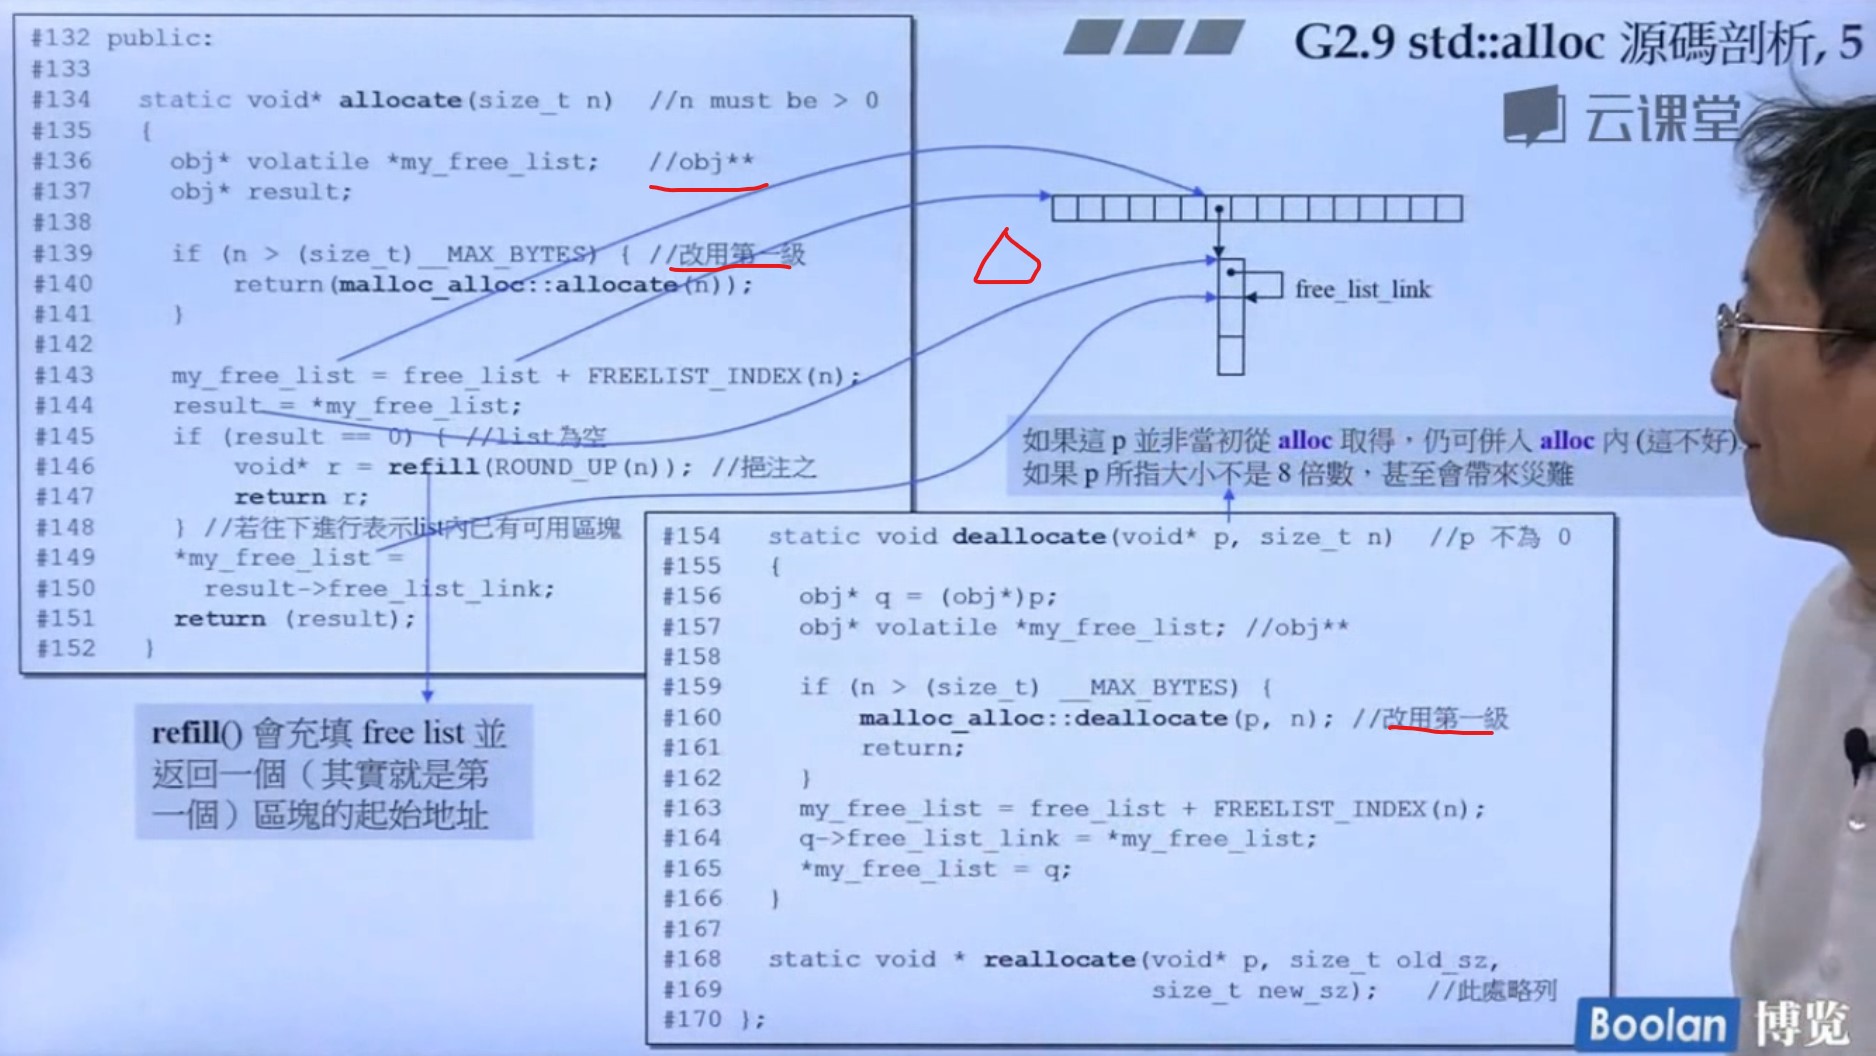 G2.9 std::alloc 源碼剖析, 5
云课堂
#132 public:
#133
#134 static void* allocate(size_t n) //n must be > 0
#135 {
#136 obj* volatile *my_free_list; //obj**
#137 obj* result;
#138
#139 if (n > (size_t)__MAX_BYTES) { //改用第一級
#140 return(malloc_alloc::allocate(n));
#141 }
#142
#143 my_free_list = free_list + FREELIST_INDEX(n);
#144 result = *my_free_list;
#145 if (result == 0) { //list為空
#146 void* r = refill(ROUND_UP(n)); //挹注之
#147 return r;
#148 } //若往下進行表示list內已有可用區塊
#149 *my_free_list =
#150 result->free_list_link;
#151 return (result);
#152 }
free_list_link
如果這 p 並非當初從 alloc 取得，仍可併入 alloc 內 (這不好)
如果 p 所指大小不是 8 倍數，甚至會帶來災難
refill() 會充填 free list 並
返回一個（其實就是第
一個）區塊的起始地址
#154 static void deallocate(void* p, size_t n) //p 不為 0
#155 {
#156 obj* q = (obj*)p;
#157 obj* volatile *my_free_list; //obj**
#158
#159 if (n > (size_t) __MAX_BYTES) {
#160 malloc_alloc::deallocate(p, n); //改用第一級
#161 return;
#162 }
#163 my_free_list = free_list + FREELIST_INDEX(n);
#164 q->free_list_link = *my_free_list;
#165 *my_free_list = q;
#166 }
#167
#168 static void * reallocate(void* p, size_t old_sz,
#169 size_t new_sz); //此處略列
#170 };
Boolan 博览